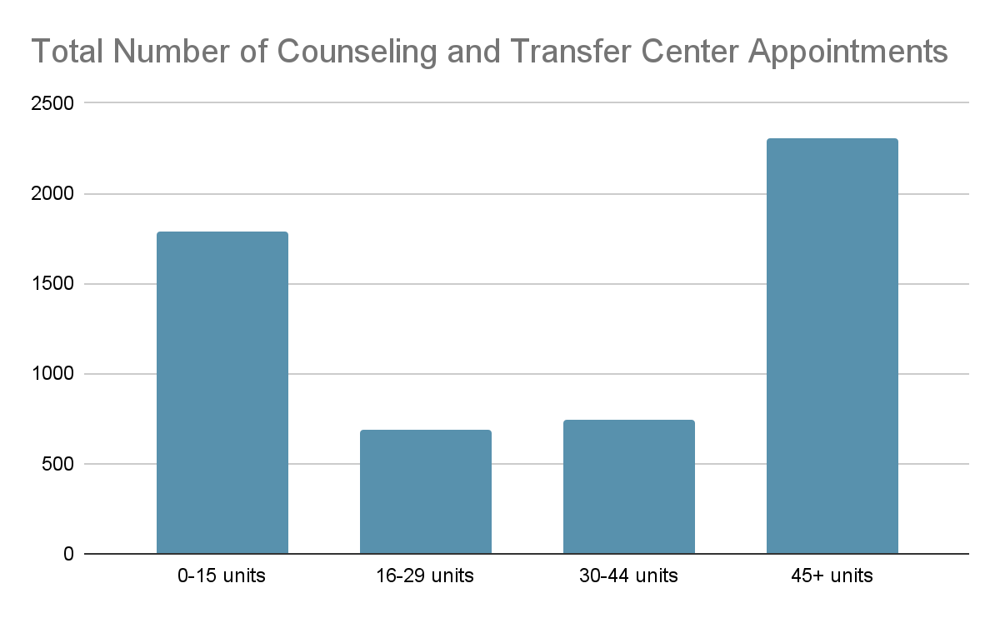 Total Number of Counseling and Transfer Center Appointments
2500
2000
1500
1000
500
0
0-15 units
16-29 units
30-44 units
45+ units